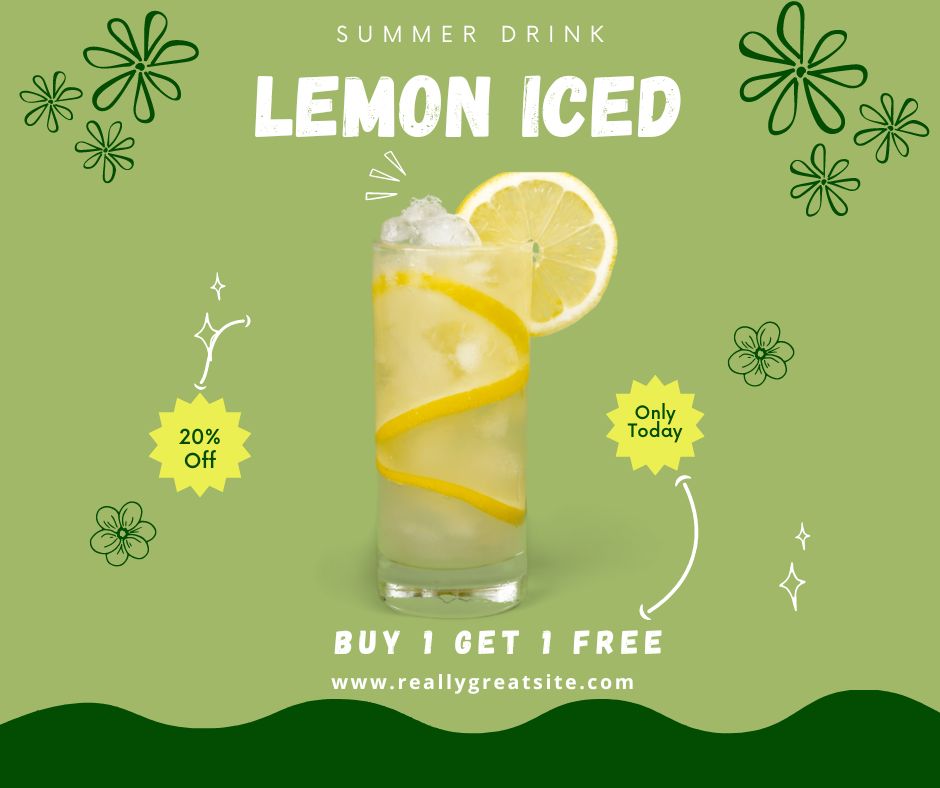 SUMMER DRINK
LEMON ICED
20%
Off
Only
Today
BUY 1 GET 1 FREE
www.reallygreatsite.com